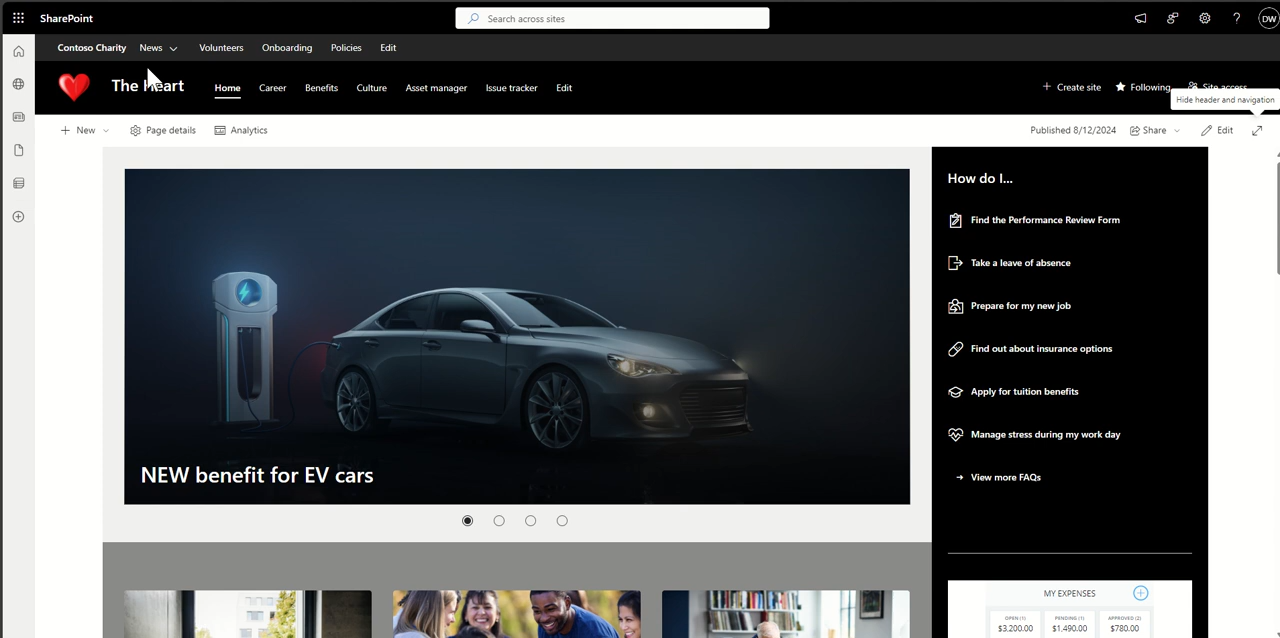 SharePoint
Search across sites
DW
Contoso Charity News Volunteers Onboarding Policies Edit
The Heart
Home Career Benefits Culture Asset manager Issue tracker Edit
Create site Following Site access
Hide header and navigation
New Page details Analytics
Published 8/12/2024 Share Edit
NEW benefit for EV cars
How do I...
Find the Performance Review Form
Take a leave of absence
Prepare for my new job
Find out about insurance options
Apply for tuition benefits
Manage stress during my work day
View more FAQs
MY EXPENSES
OPEN (1) PENDING (1) APPROVED (2)
$3,200.00 $1,490.00 $780.00